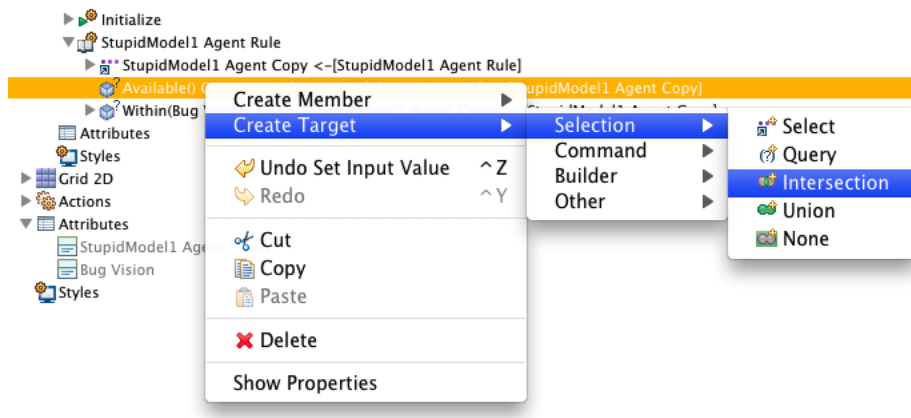 Initialize
StupidModel1 Agent Rule
StupidModel1 Agent Copy <-[StupidModel1 Agent Rule]
Available() upidModel1 Agent Copy]
Within(Bug
Attributes
Styles
Grid 2D
Actions
Attributes
StupidModel1 Age
Bug Vision
Styles
Create Member
Create Target
Undo Set Input Value ^Z
Redo ^Y
Cut
Copy
Paste
Delete
Show Properties
Selection
Command
Builder
Other
Select
Query
Intersection
Union
None